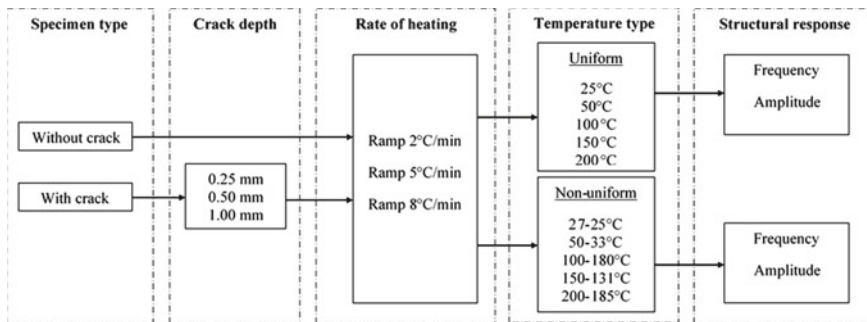 Specimen type
Crack depth
Rate of heating
Temperature type
Structural response
Without crack
With crack
0.25 mm
0.50 mm
1.00 mm
Ramp 2°C/min
Ramp 5°C/min
Ramp 8°C/min
Uniform
25°C
50°C
100°C
150°C
200°C
Non-uniform
27-25°C
50-33°C
100-180°C
150-131°C
200-185°C
Frequency
Amplitude
Frequency
Amplitude